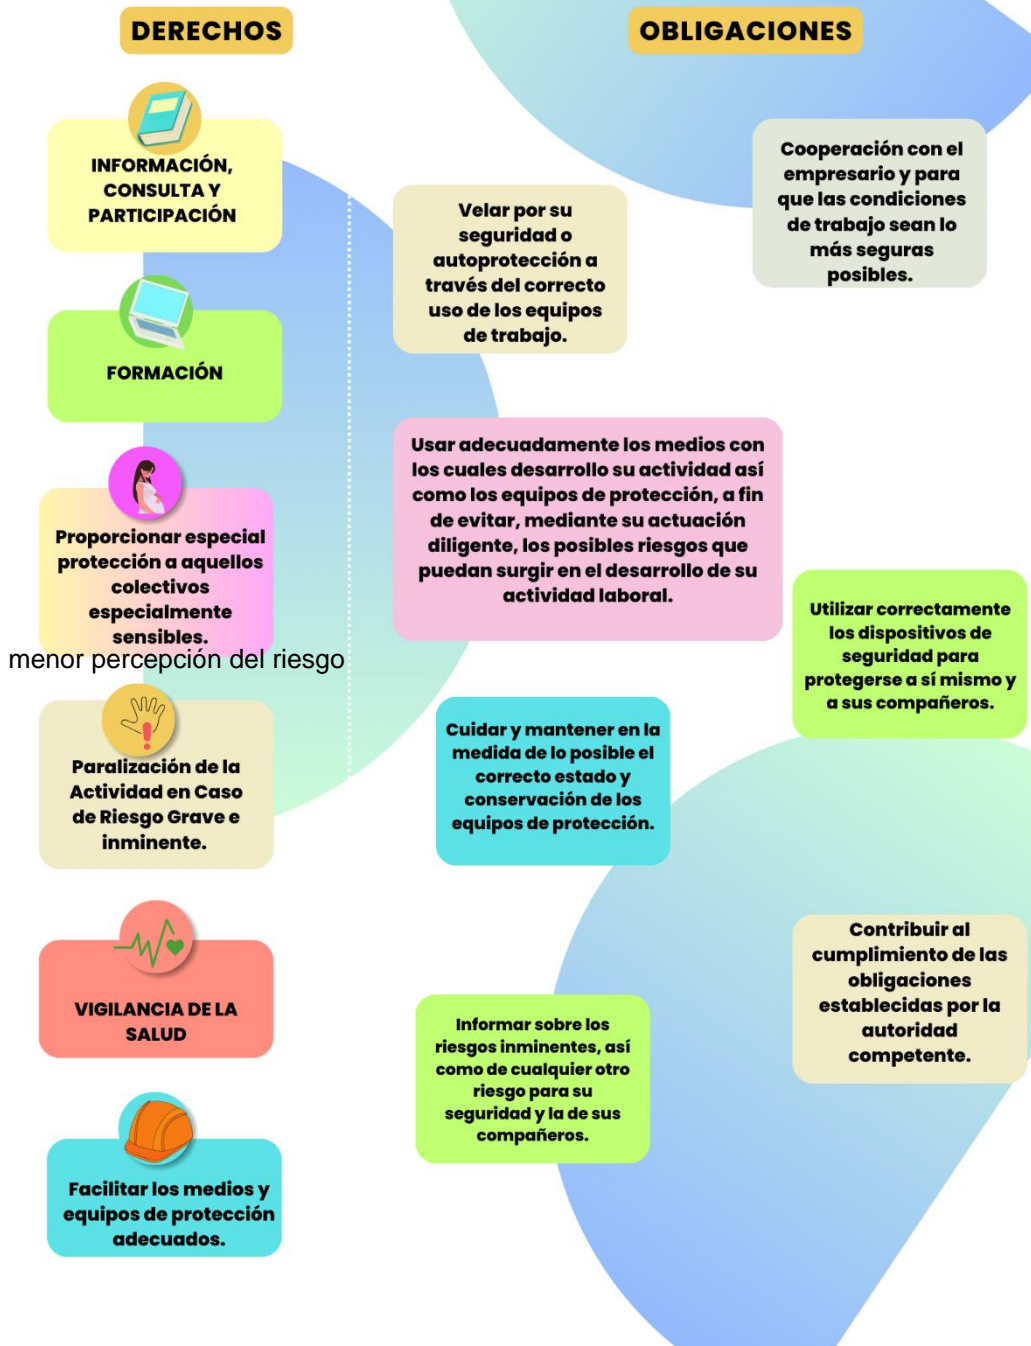 DERECHOS
INFORMACIÓN,
CONSULTA Y
PARTICIPACIÓN
FORMACIÓN
Proporcionar especial
protección a aquellos
colectivos
especialmente
sensibles.
menor percepción del riesgo
Paralización de la
Actividad en Caso
de Riesgo Grave e
inminente.
VIGILANCIA DE LA
SALUD
Facilitar los medios y
equipos de protección
adecuados.
OBLIGACIONES
Cooperación con el
empresario y para
que las condiciones
de trabajo sean lo
más seguras
posibles.
Velar por su
seguridad o
autoprotección a
través del correcto
uso de los equipos
de trabajo.
Usar adecuadamente los medios con
los cuales desarrollo su actividad así
como los equipos de protección, a fin
de evitar, mediante su actuación
diligente, los posibles riesgos que
puedan surgir en el desarrollo de su
actividad laboral.
Utilizar correctamente
los dispositivos de
seguridad para
protegerse a sí mismo y
a sus compañeros.
Cuidar y mantener en la
medida de lo posible el
correcto estado y
conservación de los
equipos de protección.
Contribuir al
cumplimiento de las
obligaciones
establecidas por la
autoridad
competente.
Informar sobre los
riesgos inminentes, así
como de cualquier otro
riesgo para su
seguridad y la de sus
compañeros.